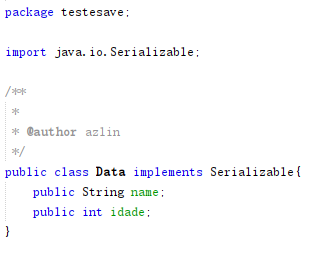 package testesave;
import java.io.Serializable;
/**
 *
 * @author azlin
 */
public class Data implements Serializable{
    public String name;
    public int idade;
}